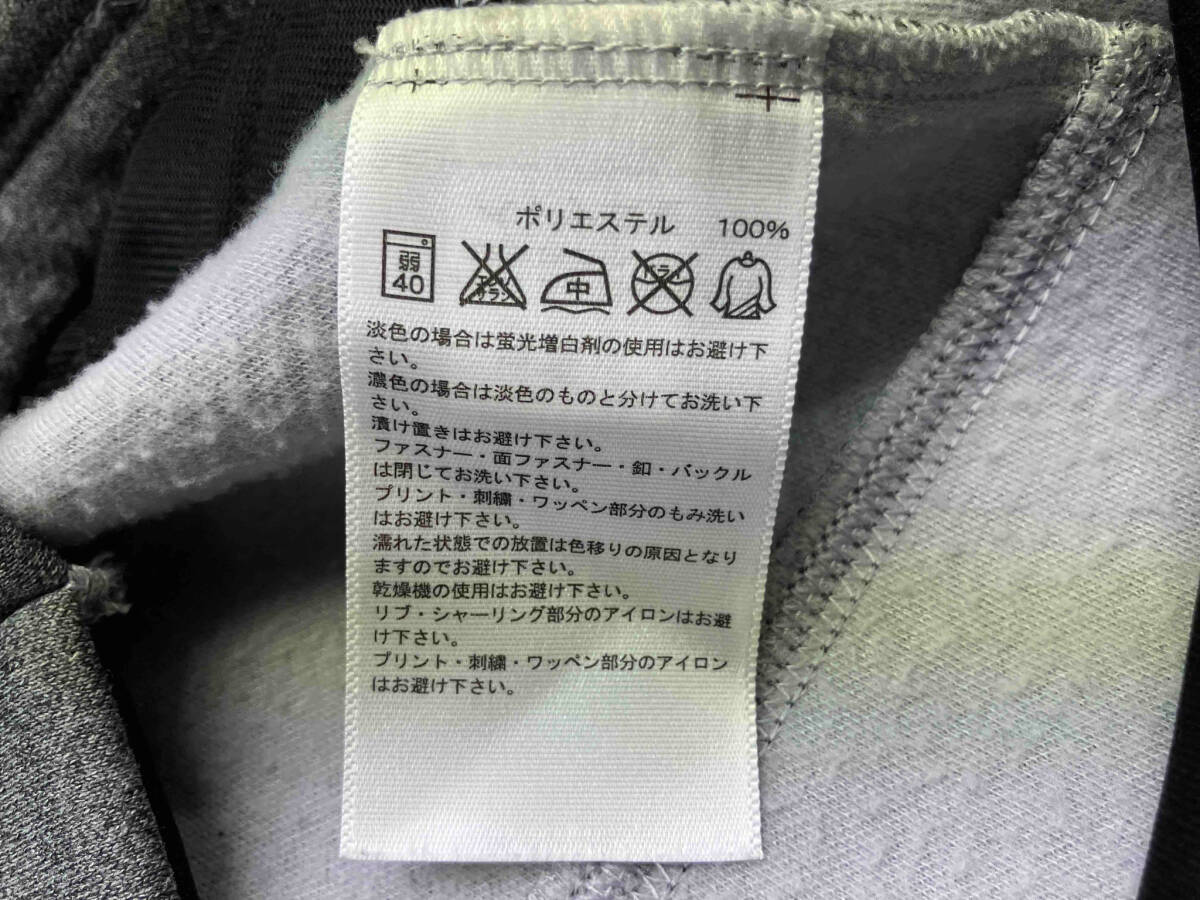 ポリエステル 100%
弱 40 エンソ サラシ 中 ドライ
淡色の場合は蛍光増白剤の使用はお避け下
さい。
濃色の場合は淡色のものと分けてお洗い下
さい。
漬け置きはお避け下さい。
ファスナー・面ファスナー・釦・バックル
は閉じてお洗い下さい。
プリント・刺繍・ワッペン部分のもみ洗い
はお避け下さい。
濡れた状態での放置は色移りの原因となり
ますのでお避け下さい。
乾燥機の使用はお避け下さい。
リブ・シャーリング部分のアイロンはお避
け下さい。
プリント・刺繍・ワッペン部分のアイロン
はお避け下さい。